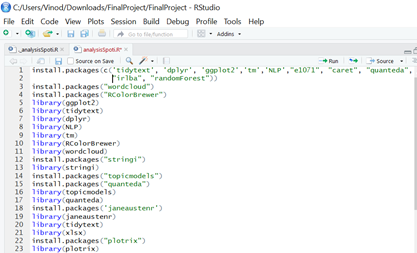 C:/Users/Vinod/Downloads/FinalProject/FinalProject - RStudio
File Edit Code View Plots Session Build Debug Profile Tools Help
Go to file/function Addins
analysisSpotiR.R analysisSpotiR.R*
Source on Save Run Source
1 install.packages(c('tidytext', 'dplyr', 'ggplot2','tm','NLP',"e1071", "caret", "quanteda",
2 "irlba", "randomForest"))
3 install.packages("wordcloud")
4 install.packages("RColorBrewer")
5 library(ggplot2)
6 library(tidytext)
7 library(dplyr)
8 library(NLP)
9 library(tm)
10 library(RColorBrewer)
11 library(wordcloud)
12 install.packages("stringi")
13 library(stringi)
14 install.packages("topicmodels")
15 install.packages("quanteda")
16 library(topicmodels)
17 library(quanteda)
18 install.packages('janeaustenr')
19 library(janeaustenr)
20 library(tidytext)
21 library(xlsx)
22 install.packages("plotrix")
23 library(plotrix)